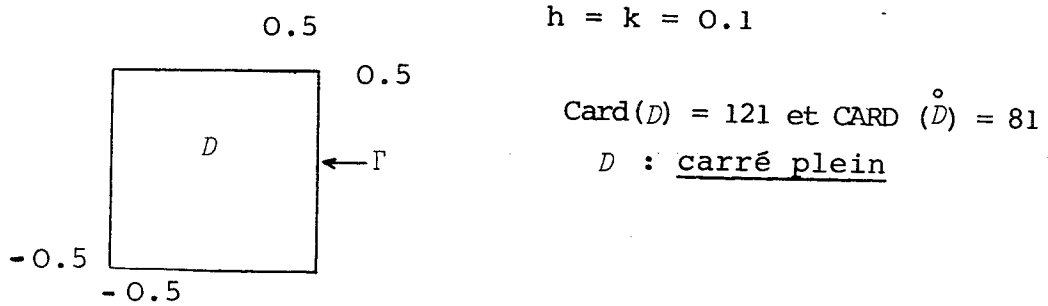 h = k = 0.1
0.5
0.5
Card(D) = 121 et CARD (D̊) = 81
D
D : carré plein
Γ
-0.5
-0.5